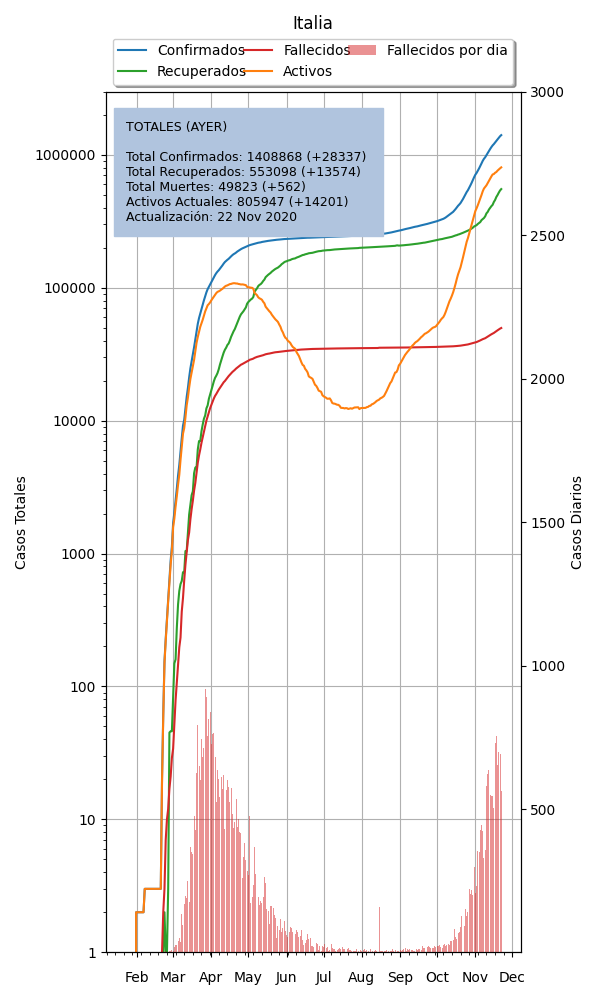 Italia
Confirmados Fallecidos Fallecidos por dia
Recuperados Activos
TOTALES (AYER)
Total Confirmados: 1408868 (+28337)
Total Recuperados: 553098 (+13574)
Total Muertes: 49823 (+562)
Activos Actuales: 805947 (+14201)
Actualización: 22 Nov 2020
Casos Totales
1000000
100000
10000
1000
100
10
1
3000
2500
2000
1500
1000
500
Casos Diarios
Feb Mar Apr May Jun Jul Aug Sep Oct Nov Dec